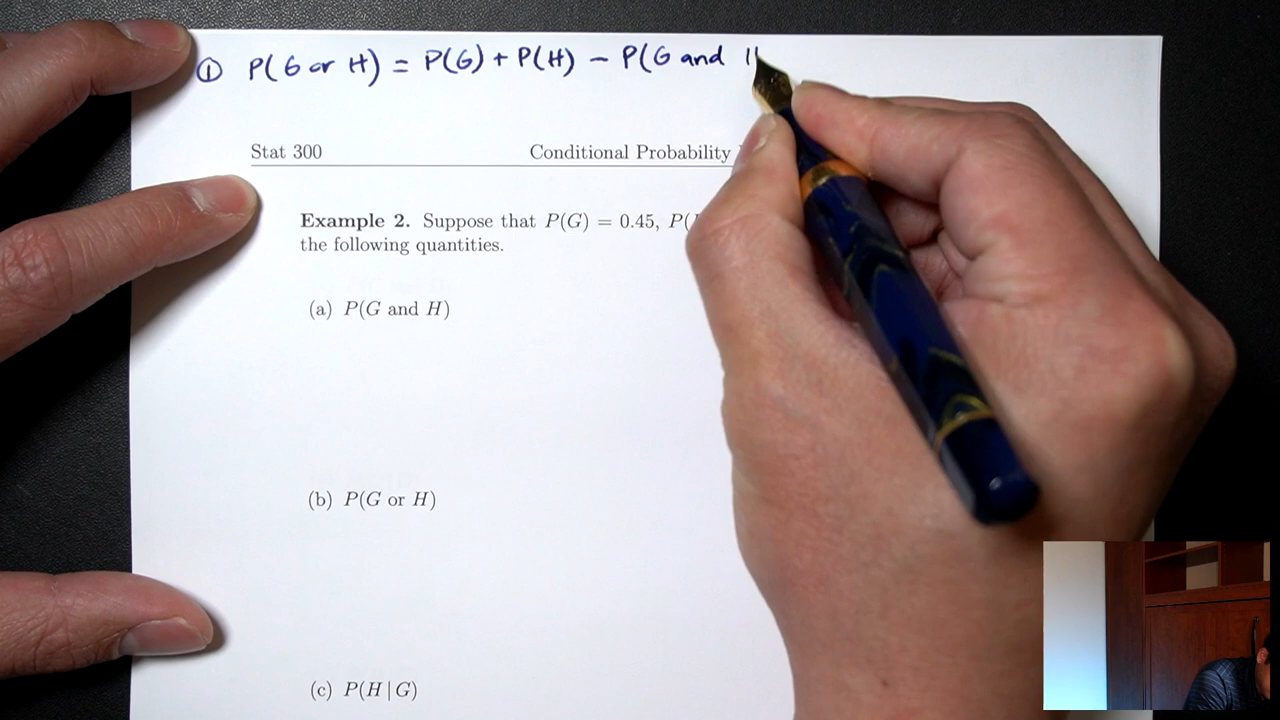 ① P(G or H) = P(G) + P(H) − P(G and
Stat 300 Conditional Probability
Example 2. Suppose that P(G) = 0.45, P(
the following quantities.
(a) P(G and H)
(b) P(G or H)
(c) P(H | G)